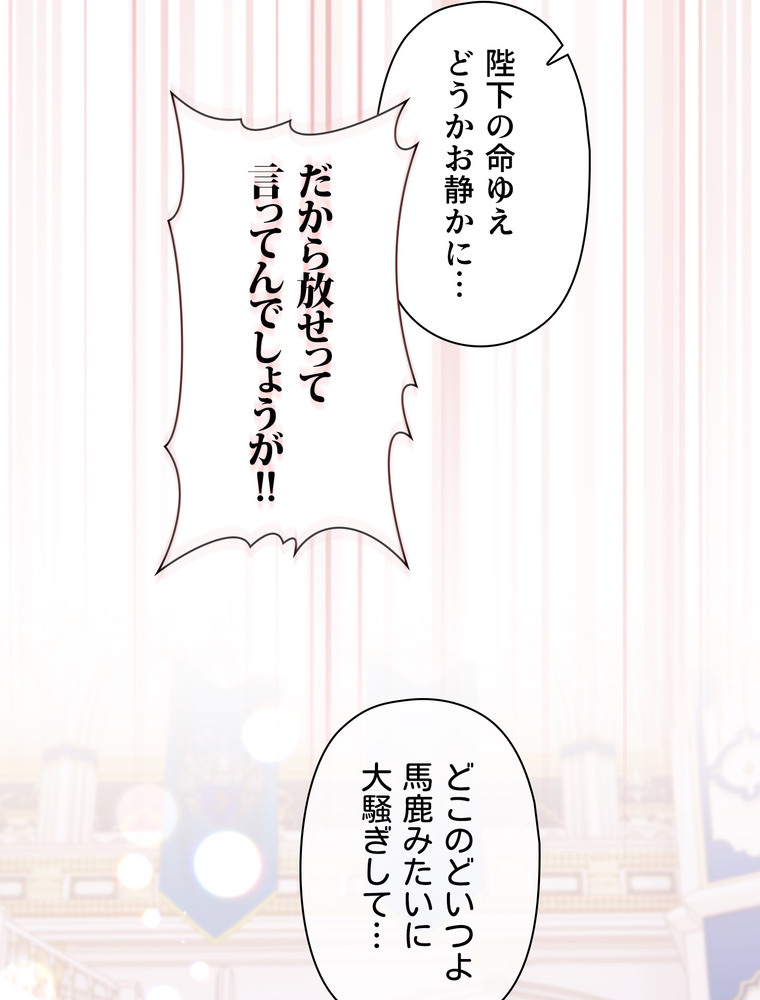 陛下の命ゆえ
どうかお静かに…
だから放せって
言ってんでしょうが!!
どこのどいつよ
馬鹿みたいに
大騒ぎして…